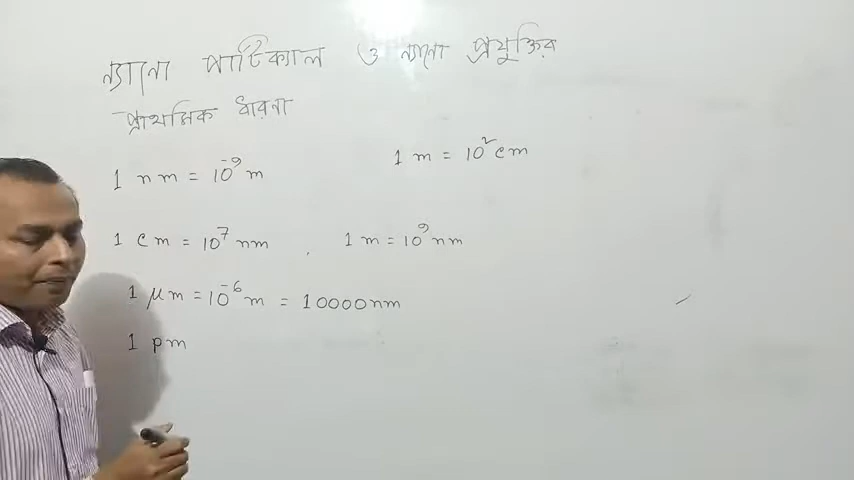 ন্যানো পার্টিক্যাল ও ন্যানো প্রযুক্তির
প্রাথমিক ধারনা
1 nm = 10⁻⁹ m 1 m = 10² cm
1 cm = 10⁷ nm , 1 m = 10⁹ nm
1 μm = 10⁻⁶ m = 10000 nm
1 pm